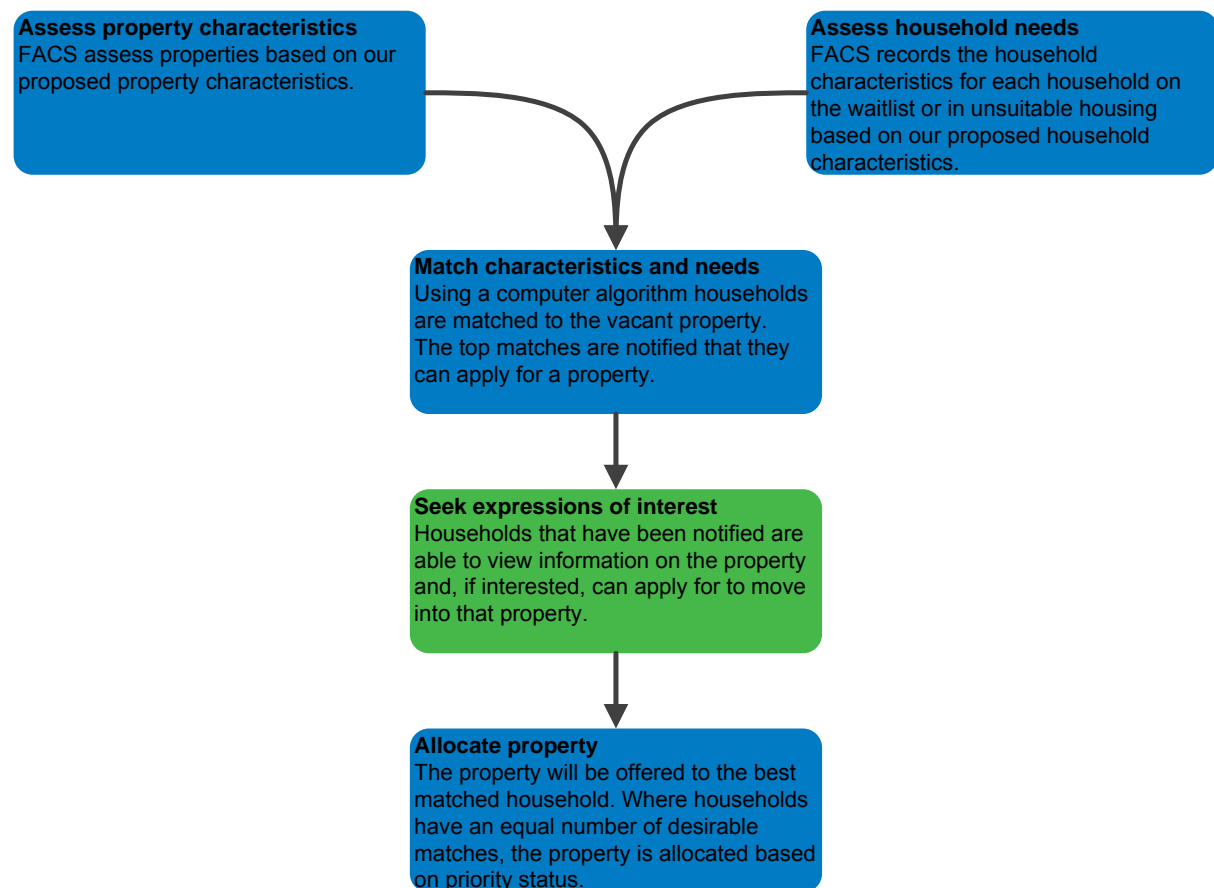 Assess property characteristics
FACS assess properties based on our
proposed property characteristics.
Assess household needs
FACS records the household
characteristics for each household on
the waitlist or in unsuitable housing
based on our proposed household
characteristics.
Match characteristics and needs
Using a computer algorithm households
are matched to the vacant property.
The top matches are notified that they
can apply for a property.
Seek expressions of interest
Households that have been notified are
able to view information on the property
and, if interested, can apply for to move
into that property.
Allocate property
The property will be offered to the best
matched household. Where households
have an equal number of desirable
matches, the property is allocated based
on priority status.